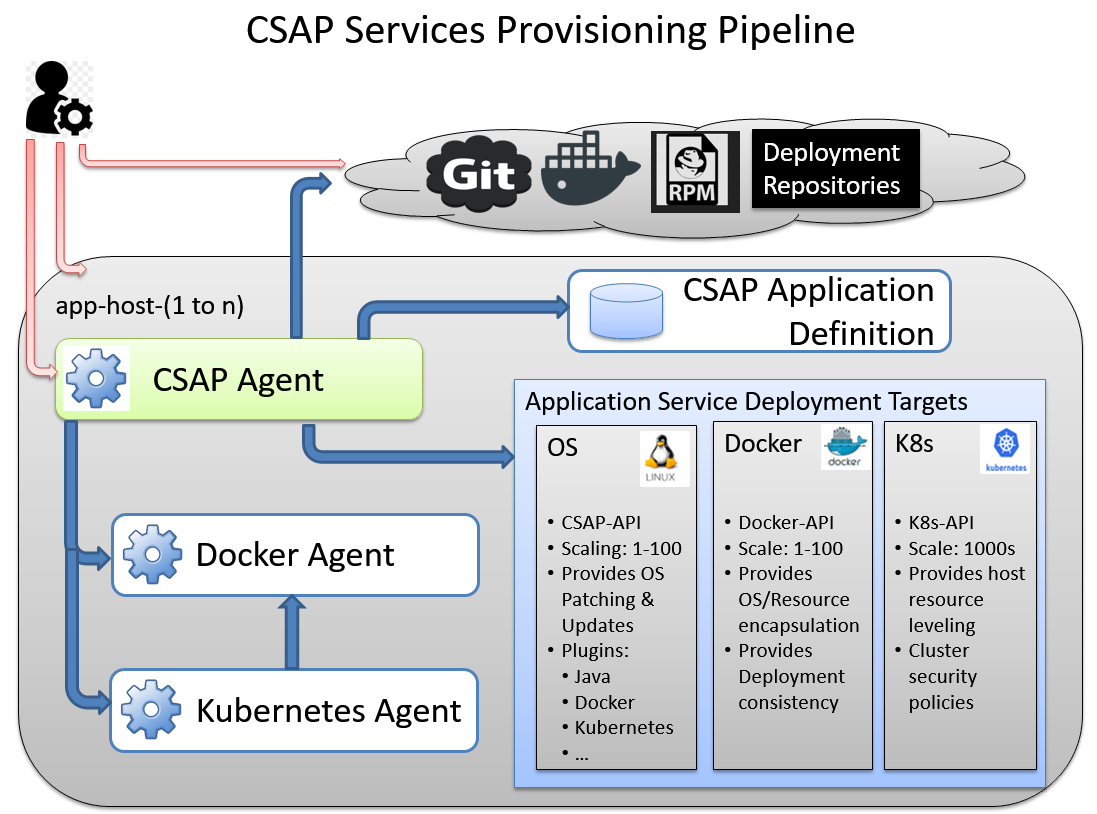 CSAP Services Provisioning Pipeline
Git
RPM
Deployment
Repositories
app-host-(1 to n)
CSAP Application
Definition
CSAP Agent
Application Service Deployment Targets
OS
LINUX
• CSAP-API
• Scaling: 1-100
• Provides OS
Patching &
Updates
• Plugins:
• Java
• Docker
• Kubernetes
• ...
Docker
docker
• Docker-API
• Scale: 1-100
• Provides
OS/Resource
encapsulation
• Provides
Deployment
consistency
K8s
kubernetes
• K8s-API
• Scale: 1000s
• Provides host
resource
leveling
• Cluster
security
policies
Docker Agent
Kubernetes Agent